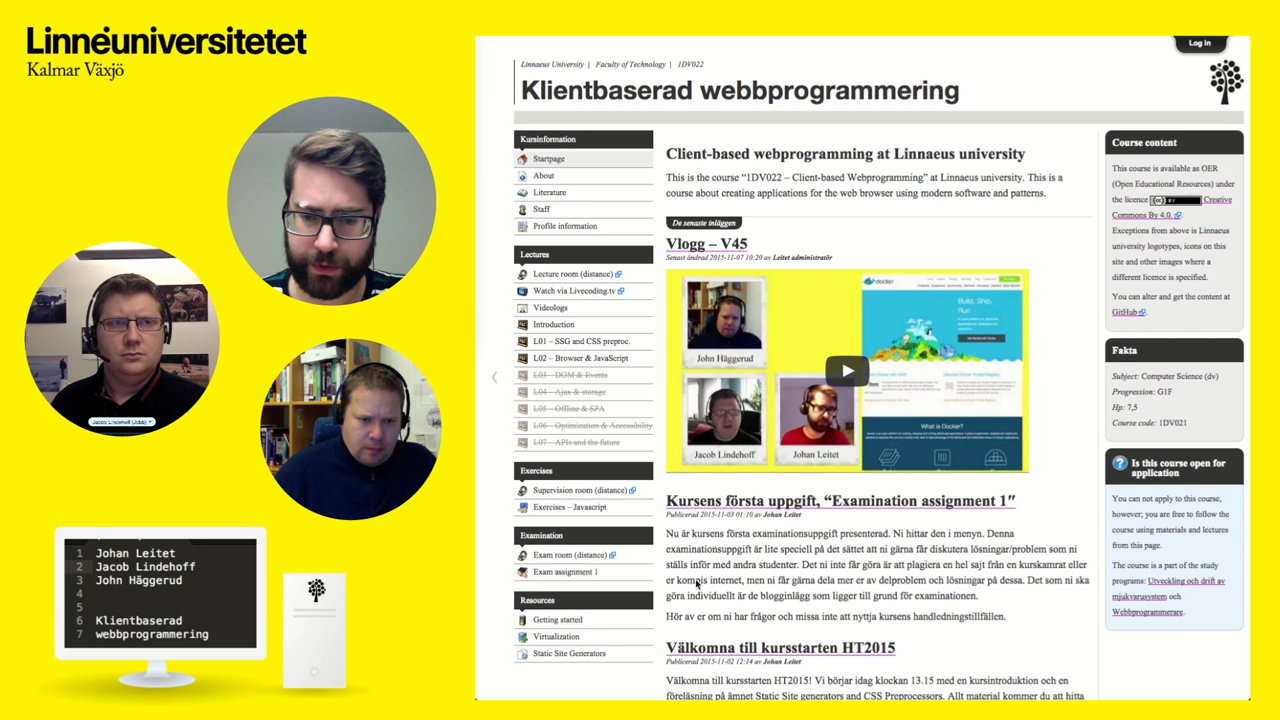 Linnéuniversitetet
Kalmar Växjö
Jacob Lindehoff (Jobb)
1 Johan Leitet
2 Jacob Lindehoff
3 John Häggerud
4
5
6 Klientbaserad
7 webbprogrammering
Log in
Linnaeus University | Faculty of Technology | 1DV022
Klientbaserad webbprogrammering
Kursinformation
Startpage
About
Literature
Staff
Profile information
Lectures
Lecture room (distance)
Watch via Livecoding.tv
Videologs
Introduction
L01 – SSG and CSS preproc.
L02 – Browser & JavaScript
L03 – DOM & Events
L04 – Ajax & storage
L05 – Offline & SPA
L06 – Optimization & Accessibility
L07 – APIs and the future
Exercises
Supervision room (distance)
Exercises – Javascript
Examination
Exam room (distance)
Exam assignment 1
Resources
Getting started
Virtualization
Static Site Generators
Client-based webprogramming at Linnaeus university
This is the course “1DV022 – Client-based Webprogramming” at Linnaeus university. This is a
course about creating applications for the web browser using modern software and patterns.
De senaste inläggen
Vlogg – V45
Senast ändrad 2015-11-07 10:20 av Leitet administratör
John Häggerud
Jacob Lindehoff
Johan Leitet
docker
Build, Ship,
Run
What is Docker?
Kursens första uppgift, “Examination assignment 1″
Publicerad 2015-11-03 01:10 av Johan Leitet
Nu är kursens första examinationsuppgift presenterad. Ni hittar den i menyn. Denna
examinationsuppgift är lite speciell på det sättet att ni gärna får diskutera lösningar/problem som ni
ställs inför med andra studenter. Det ni inte får göra är att plagiera en hel sajt från en kurskamrat eller
er kompis internet, men ni får gärna dela mer er av delproblem och lösningar på dessa. Det som ni ska
göra individuellt är de blogginlägg som ligger till grund för examinationen.
Hör av er om ni har frågor och missa inte att nyttja kursens handledningstillfällen.
Välkomna till kursstarten HT2015
Publicerad 2015-11-02 12:14 av Johan Leitet
Välkomna till kursstarten HT2015! Vi börjar idag klockan 13.15 med en kursintroduktion och en
föreläsning på ämnet Static Site generators and CSS Preprocessors. Allt material kommer du att hitta
Course content
This course is available as OER
(Open Educational Resources) under
the licence (cc) BY Creative
Commons By 4.0.
Exceptions from above is Linnaeus
university logotypes, icons on this
site and other images where a
different licence is specified.
You can alter and get the content at
GitHub.
Fakta
Subject: Computer Science (dv)
Progression: G1F
Hp: 7,5
Course code: 1DV021
Is this course open for
application
You can not apply to this course,
however; you are free to follow the
course using materials and lectures
from this page.
The course is a part of the study
programs: Utveckling och drift av
mjukvarusystem och
Webbprogrammerare.